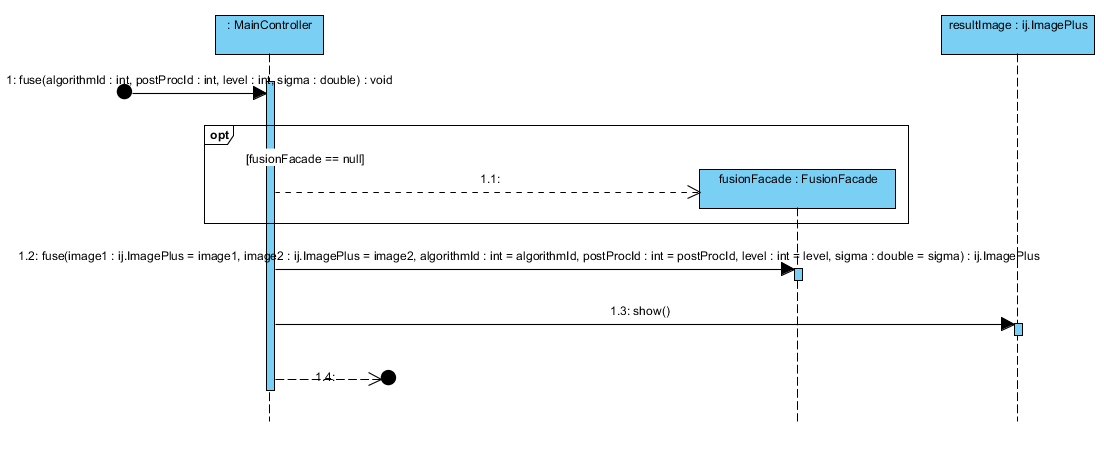 : MainController
resultImage : ij.ImagePlus
1: fuse(algorithmId : int, postProcId : int, level : int, sigma : double) : void
opt
[fusionFacade == null]
1.1:
fusionFacade : FusionFacade
1.2: fuse(image1 : ij.ImagePlus = image1, image2 : ij.ImagePlus = image2, algorithmId : int = algorithmId, postProcId : int = postProcId, level : int = level, sigma : double = sigma) : ij.ImagePlus
1.3: show()
1.4: